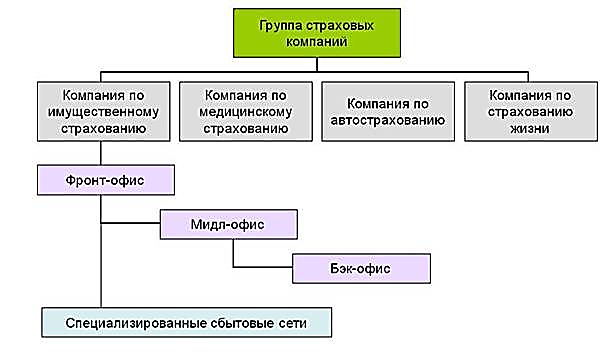 Группа страховых
компаний
Компания по
имущественному
страхованию
Компания по
медицинскому
страхованию
Компания по
автострахованию
Компания по
страхованию
жизни
Фронт-офис
Мидл-офис
Бэк-офис
Специализированные сбытовые сети